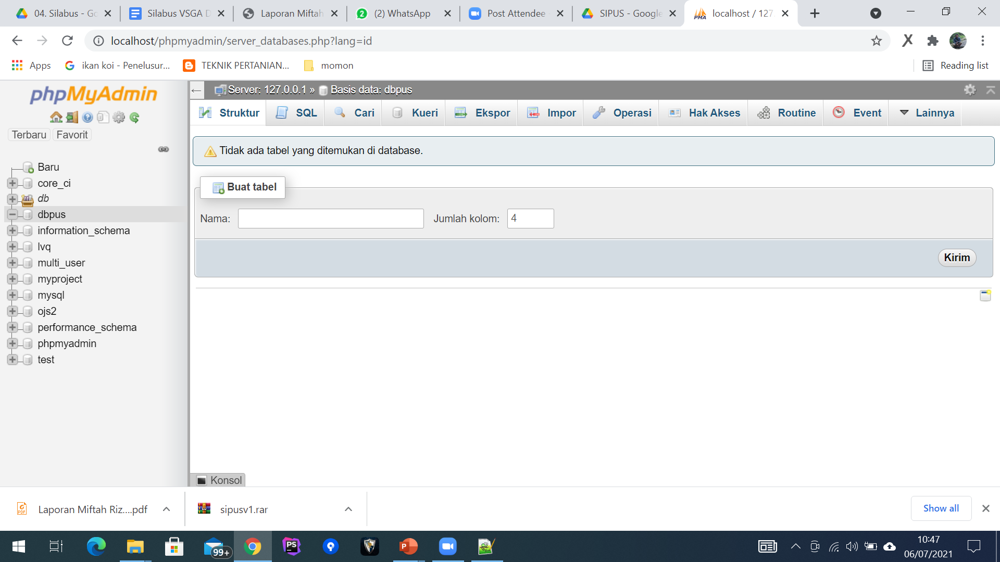 04. Silabus - Go
Silabus VSGA D
Laporan Miftah
(2) WhatsApp
Post Attendee -
SIPUS - Google
localhost / 127
localhost/phpmyadmin/server_databases.php?lang=id
Apps
ikan koi - Penelusur...
TEKNIK PERTANIAN...
momon
Reading list
phpMyAdmin
Terbaru
Favorit
Baru
core_ci
db
dbpus
information_schema
lvq
multi_user
myproject
mysql
ojs2
performance_schema
phpmyadmin
test
Server: 127.0.0.1 » Basis data: dbpus
Struktur
SQL
Cari
Kueri
Ekspor
Impor
Operasi
Hak Akses
Routine
Event
Lainnya
Tidak ada tabel yang ditemukan di database.
Buat tabel
Nama:
Jumlah kolom: 4
Kirim
Konsol
Laporan Miftah Riz....pdf
sipusv1.rar
Show all
99+
10:47
06/07/2021